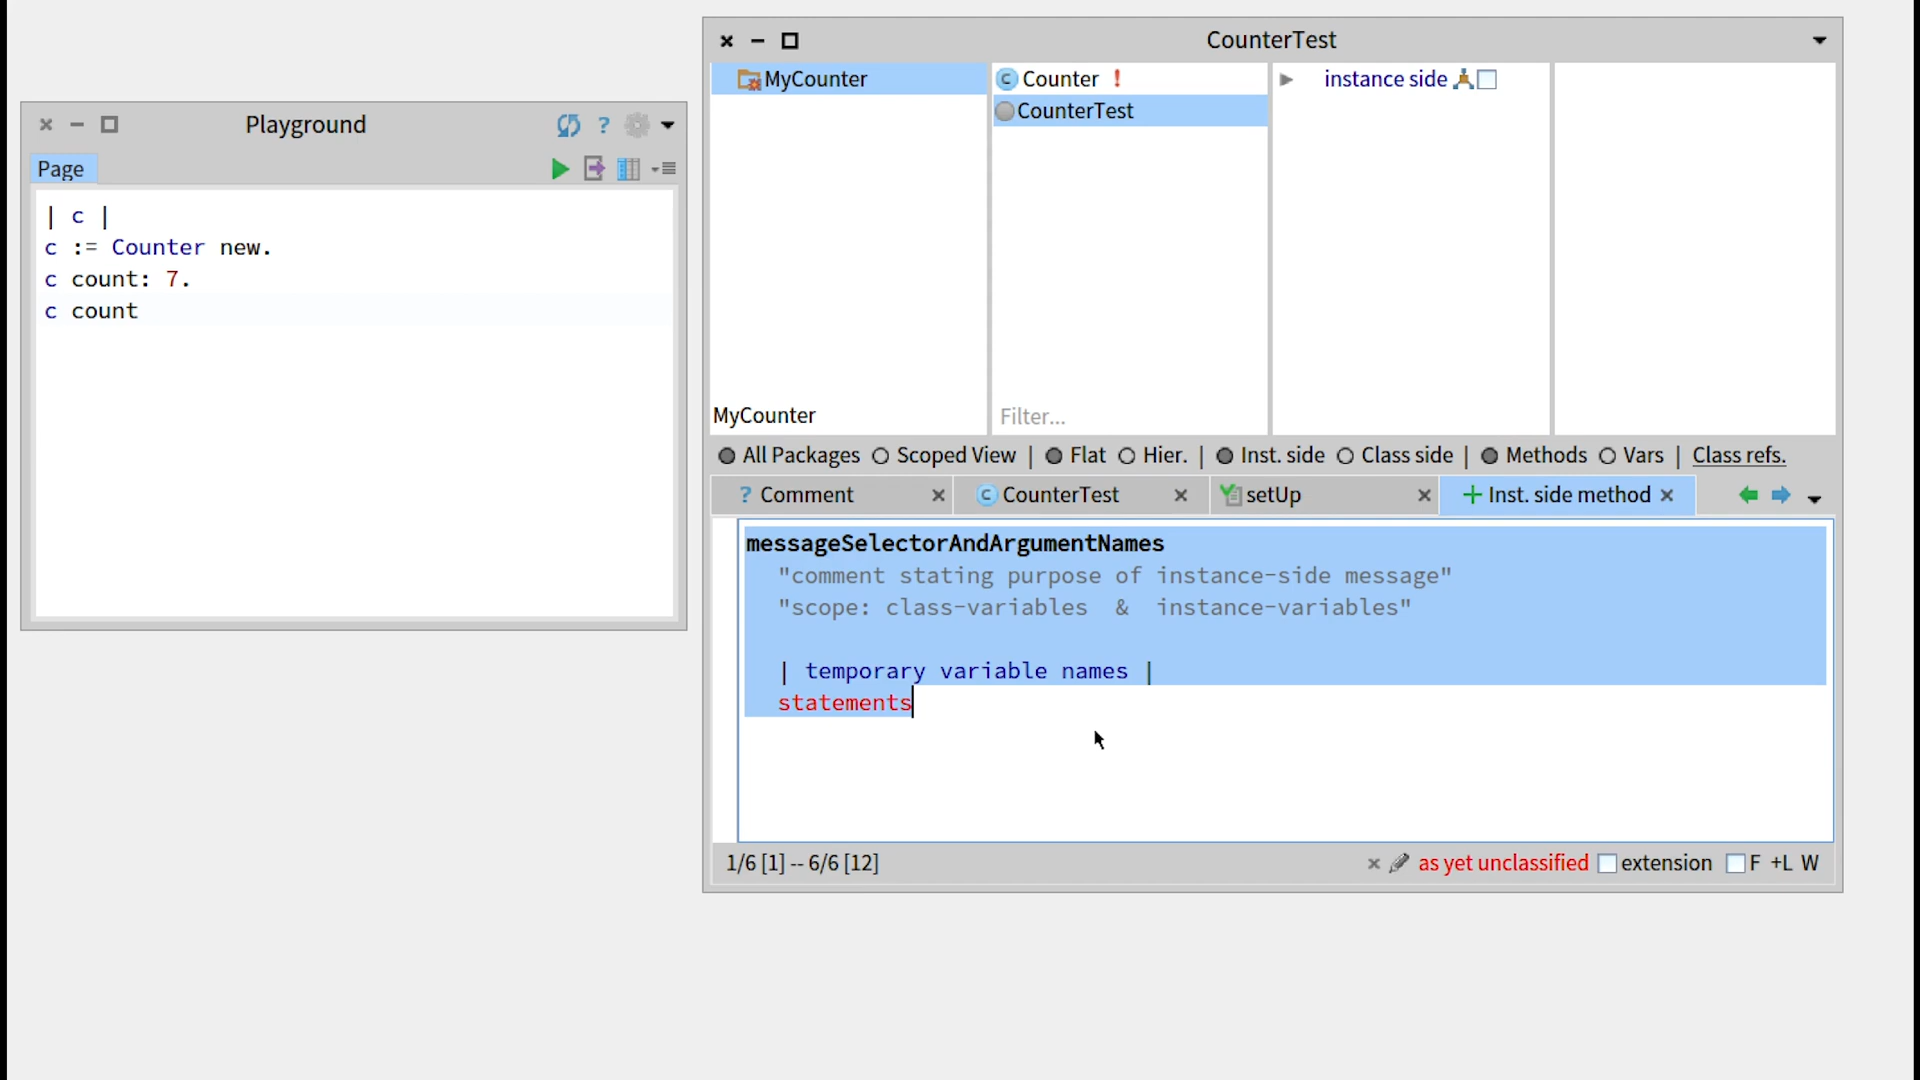 Playground
?
Page
| c |
c := Counter new.
c count: 7.
c count
CounterTest
MyCounter
C Counter !
CounterTest
instance side
MyCounter
Filter...
All Packages Scoped View | Flat Hier. | Inst. side Class side | Methods Vars | Class refs.
? Comment C CounterTest setUp Inst. side method
messageSelectorAndArgumentNames
"comment stating purpose of instance-side message"
"scope: class-variables & instance-variables"
| temporary variable names |
statements
1/6 [1] -- 6/6 [12] as yet unclassified extension F +L W